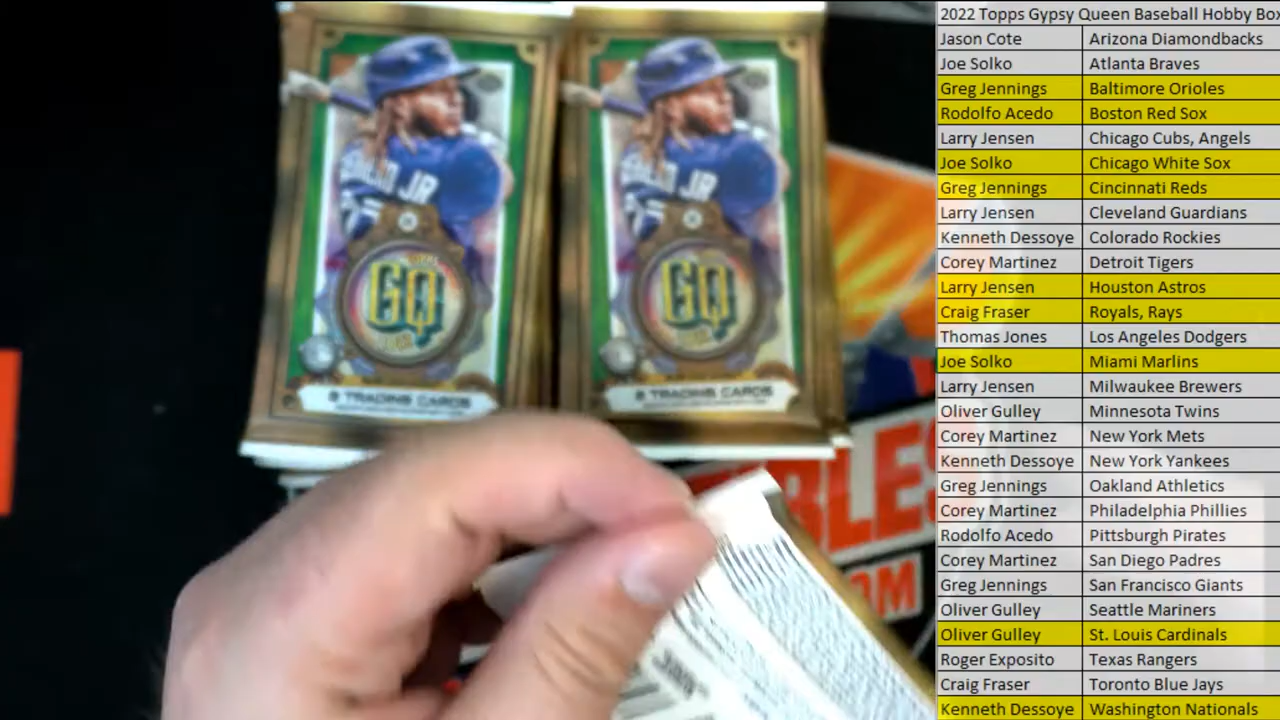 GQ
8 TRADING CARDS
GQ
8 TRADING CARDS
2022 Topps Gypsy Queen Baseball Hobby Box
Jason Cote Arizona Diamondbacks
Joe Solko Atlanta Braves
Greg Jennings Baltimore Orioles
Rodolfo Acedo Boston Red Sox
Larry Jensen Chicago Cubs, Angels
Joe Solko Chicago White Sox
Greg Jennings Cincinnati Reds
Larry Jensen Cleveland Guardians
Kenneth Dessoye Colorado Rockies
Corey Martinez Detroit Tigers
Larry Jensen Houston Astros
Craig Fraser Royals, Rays
Thomas Jones Los Angeles Dodgers
Joe Solko Miami Marlins
Larry Jensen Milwaukee Brewers
Oliver Gulley Minnesota Twins
Corey Martinez New York Mets
Kenneth Dessoye New York Yankees
Greg Jennings Oakland Athletics
Corey Martinez Philadelphia Phillies
Rodolfo Acedo Pittsburgh Pirates
Corey Martinez San Diego Padres
Greg Jennings San Francisco Giants
Oliver Gulley Seattle Mariners
Oliver Gulley St. Louis Cardinals
Roger Exposito Texas Rangers
Craig Fraser Toronto Blue Jays
Kenneth Dessoye Washington Nationals